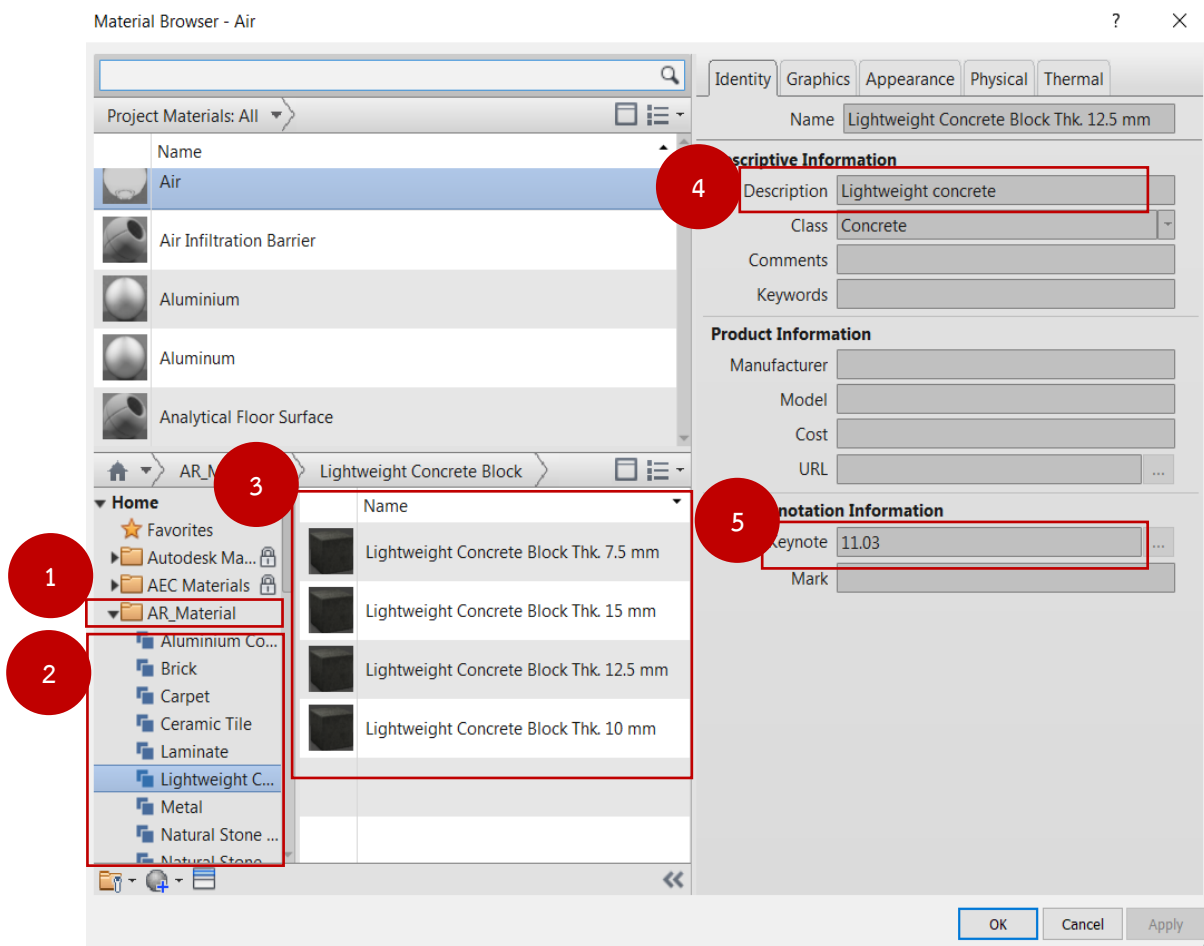 Material Browser - Air
?
Project Materials: All
Name
Air
Air Infiltration Barrier
Aluminium
Aluminum
Analytical Floor Surface
3
AR_M
Lightweight Concrete Block
Home
Favorites
Autodesk Ma...
AEC Materials
1
AR_Material
2
Aluminium Co...
Brick
Carpet
Ceramic Tile
Laminate
Lightweight C...
Metal
Natural Stone ...
Natural Stone
Name
Lightweight Concrete Block Thk. 7.5 mm
Lightweight Concrete Block Thk. 15 mm
Lightweight Concrete Block Thk. 12.5 mm
Lightweight Concrete Block Thk. 10 mm
Identity Graphics Appearance Physical Thermal
Name Lightweight Concrete Block Thk. 12.5 mm
scriptive Information
4
Description Lightweight concrete
Class Concrete
Comments
Keywords
Product Information
Manufacturer
Model
Cost
URL ...
notation Information
5
Keynote 11.03 ...
Mark
OK Cancel Apply